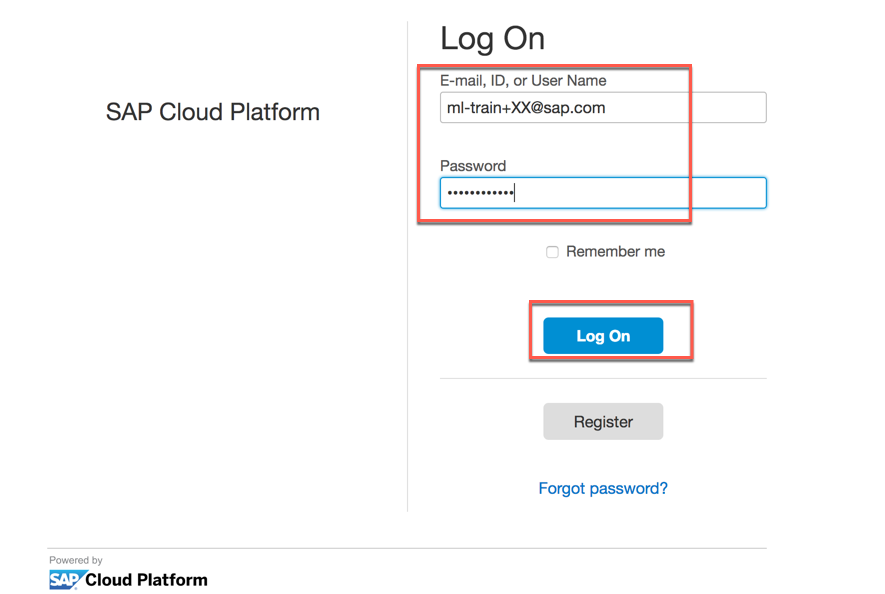 Log On
SAP Cloud Platform
E-mail, ID, or User Name
ml-train+XX@sap.com
Password
••••••••••••
Remember me
Log On
Register
Forgot password?
Powered by
SAP Cloud Platform